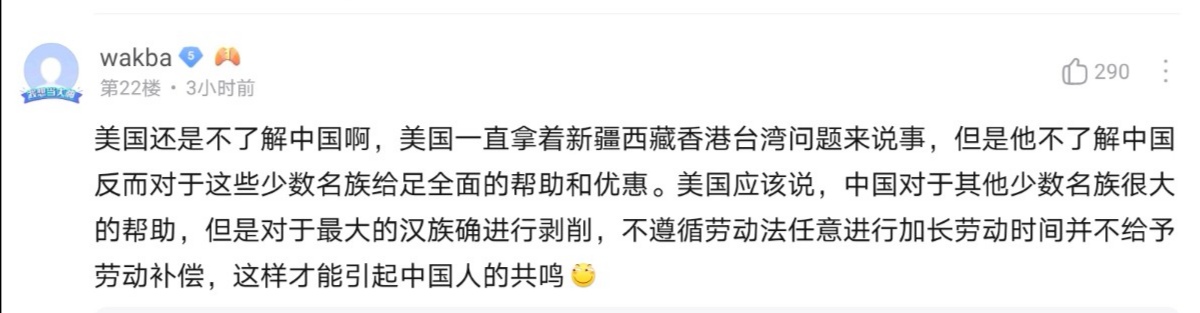 wakba 5
第22楼 · 3小时前
290
美国还是不了解中国啊，美国一直拿着新疆西藏香港台湾问题来说事，但是他不了解中国
反而对于这些少数名族给足全面的帮助和优惠。美国应该说，中国对于其他少数名族很大
的帮助，但是对于最大的汉族确进行剥削，不遵循劳动法任意进行加长劳动时间并不给予
劳动补偿，这样才能引起中国人的共鸣